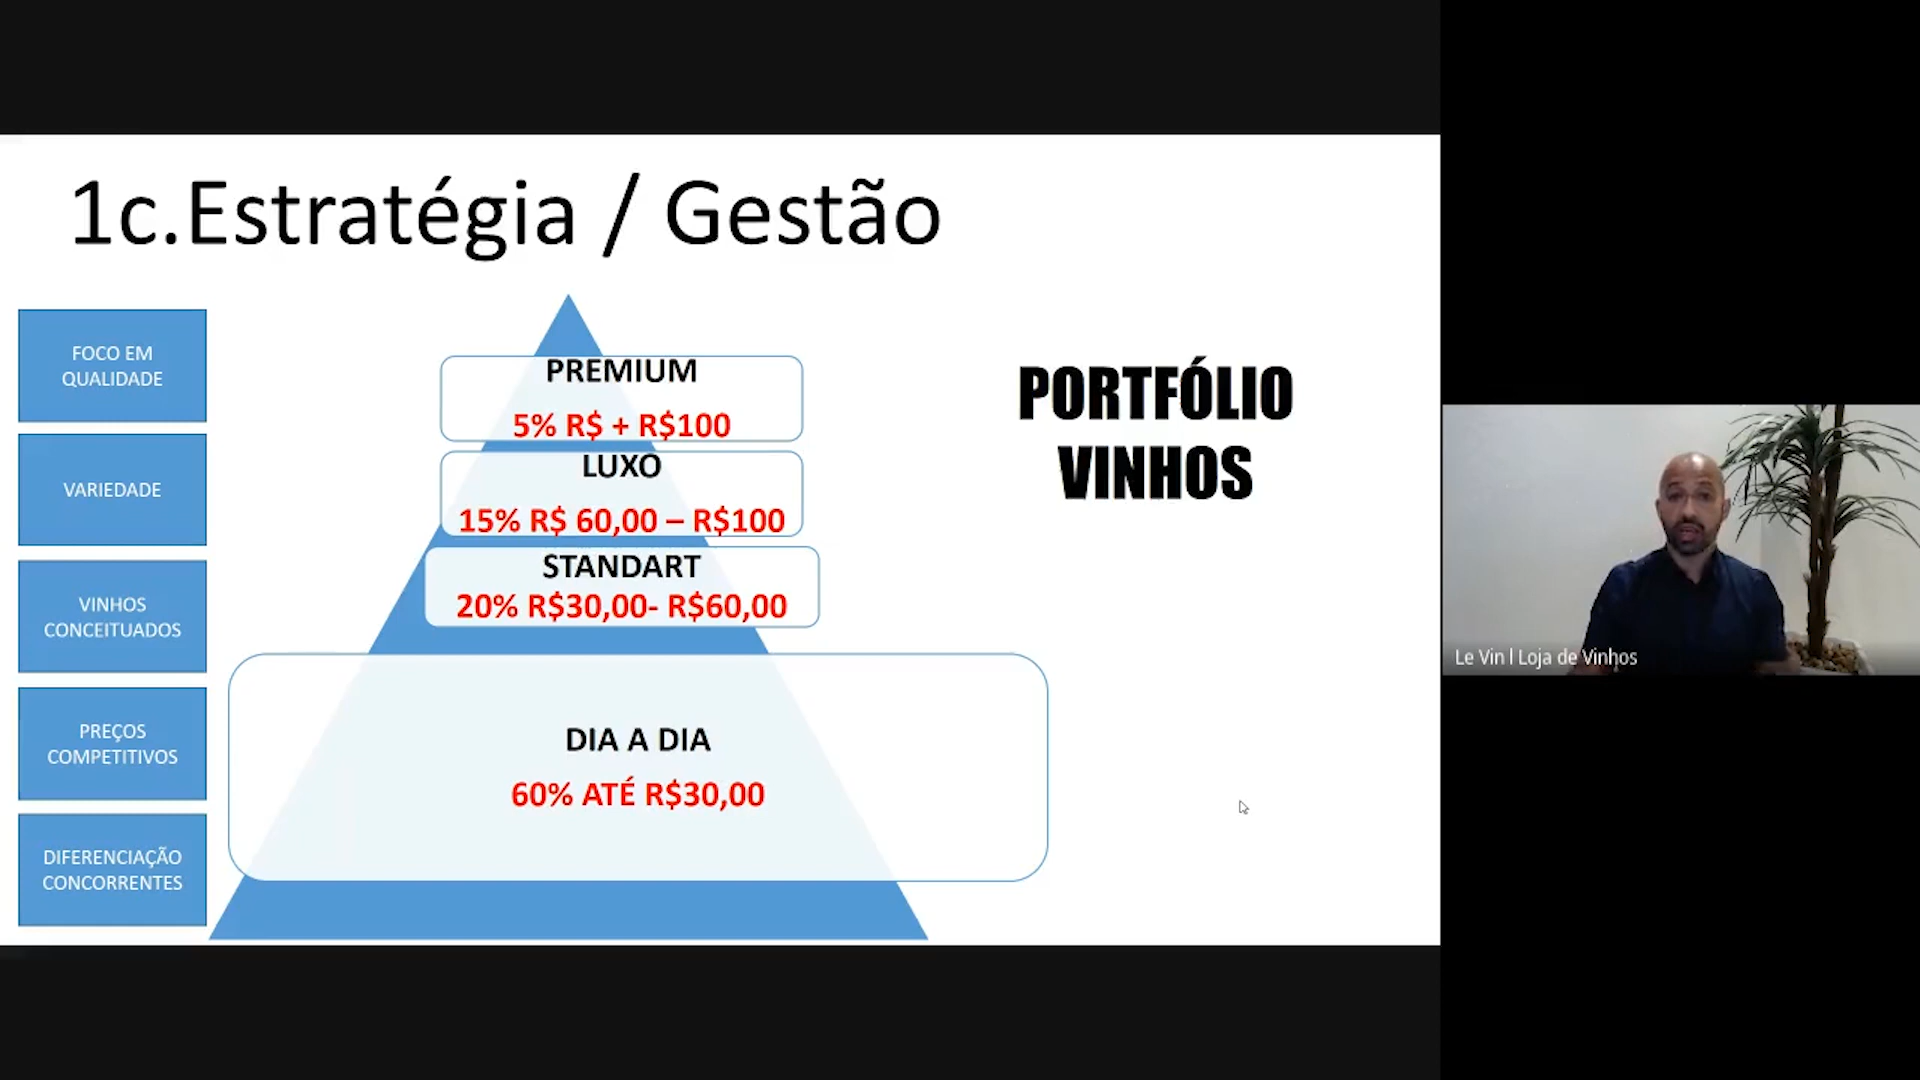 1c.Estratégia / Gestão
FOCO EM
QUALIDADE
VARIEDADE
VINHOS
CONCEITUADOS
PREÇOS
COMPETITIVOS
DIFERENCIAÇÃO
CONCORRENTES
PREMIUM
5% R$ + R$100
LUXO
15% R$ 60,00 – R$100
STANDART
20% R$30,00- R$60,00
DIA A DIA
60% ATÉ R$30,00
PORTFÓLIO
VINHOS
Le Vin l Loja de Vinhos